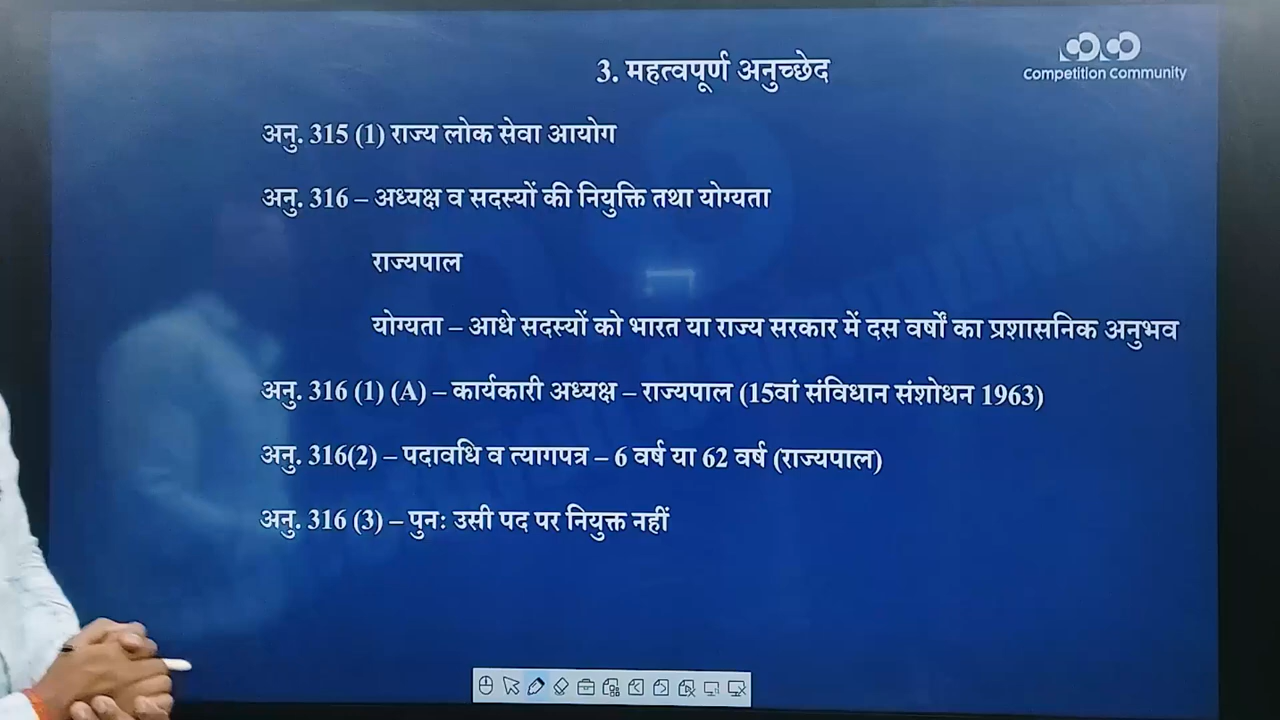 3. महत्वपूर्ण अनुच्छेद
Competition Community
अनु. 315 (1) राज्य लोक सेवा आयोग
अनु. 316 – अध्यक्ष व सदस्यों की नियुक्ति तथा योग्यता
राज्यपाल
योग्यता – आधे सदस्यों को भारत या राज्य सरकार में दस वर्षों का प्रशासनिक अनुभव
अनु. 316 (1) (A) – कार्यकारी अध्यक्ष – राज्यपाल (15वां संविधान संशोधन 1963)
अनु. 316(2) – पदावधि व त्यागपत्र – 6 वर्ष या 62 वर्ष (राज्यपाल)
अनु. 316 (3) – पुनः उसी पद पर नियुक्त नहीं